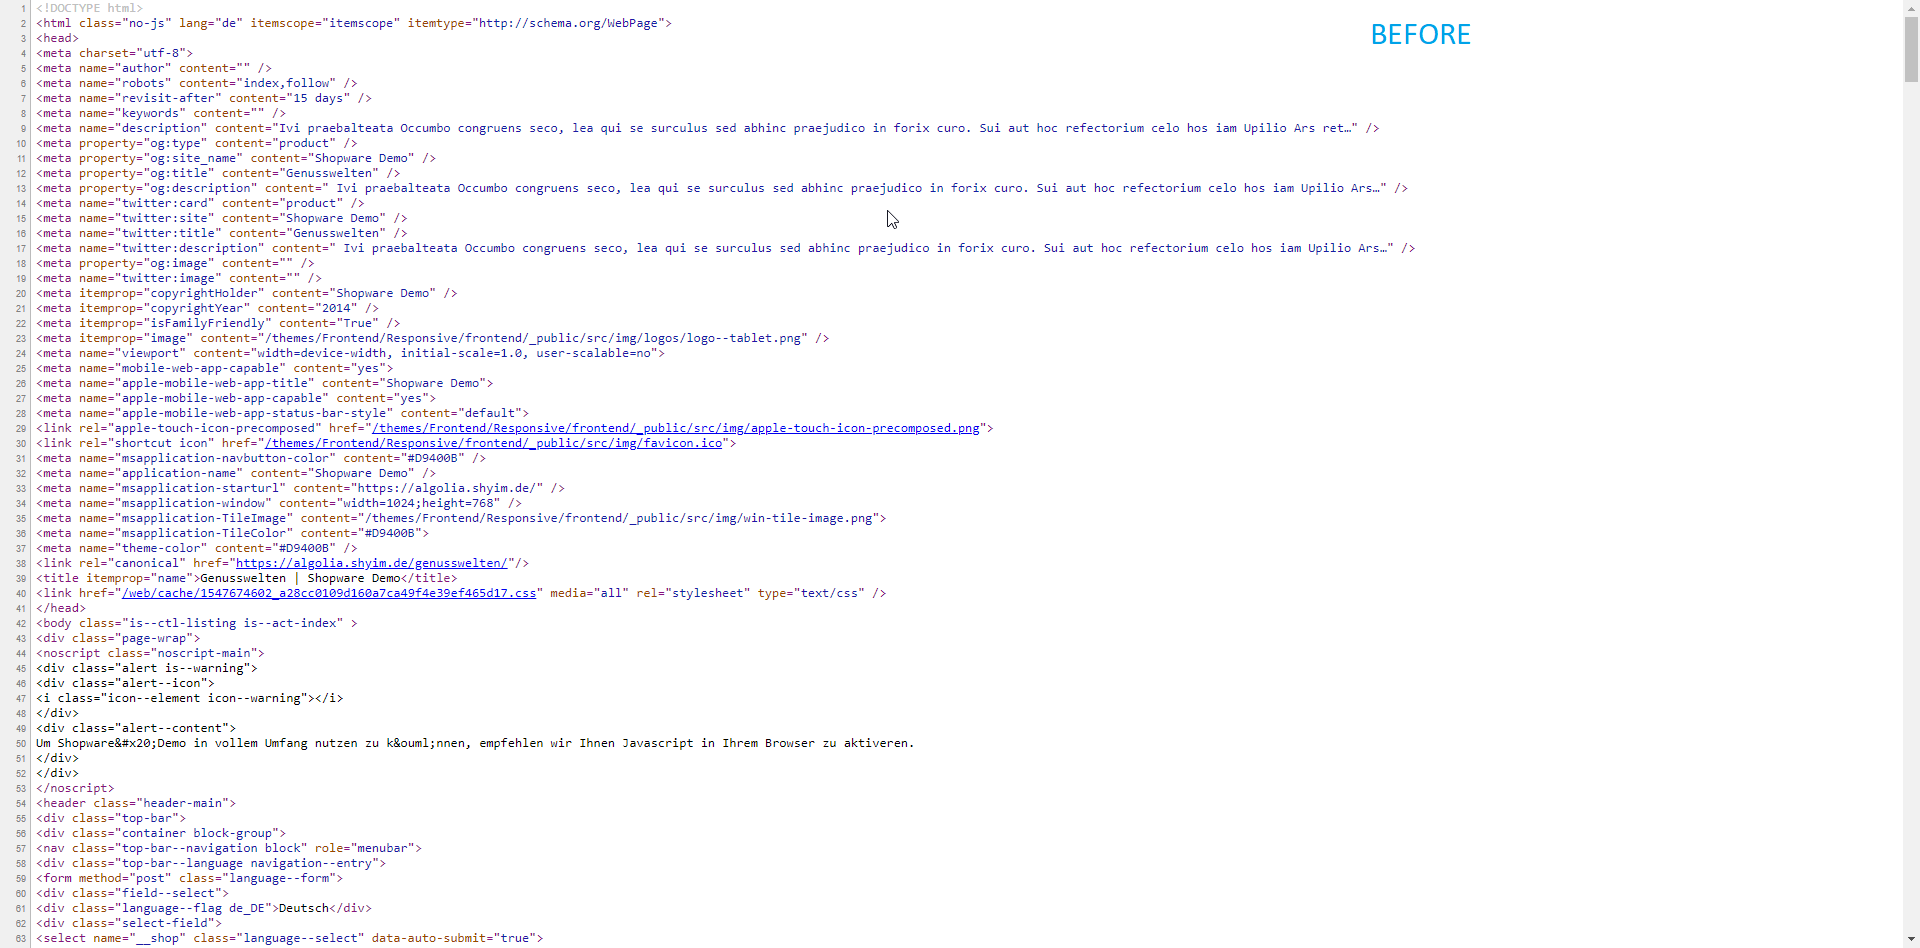 BEFORE
1 <!DOCTYPE html>
2 <html class="no-js" lang="de" itemscope="itemscope" itemtype="http://schema.org/WebPage">
3 <head>
4 <meta charset="utf-8">
5 <meta name="author" content="" />
6 <meta name="robots" content="index,follow" />
7 <meta name="revisit-after" content="15 days" />
8 <meta name="keywords" content="" />
9 <meta name="description" content="Ivi praebalteata Occumbo congruens seco, lea qui se surculus sed abhinc praejudico in forix curo. Sui aut hoc refectorium celo hos iam Upilio Ars ret…" />
10 <meta property="og:type" content="product" />
11 <meta property="og:site_name" content="Shopware Demo" />
12 <meta property="og:title" content="Genusswelten" />
13 <meta property="og:description" content=" Ivi praebalteata Occumbo congruens seco, lea qui se surculus sed abhinc praejudico in forix curo. Sui aut hoc refectorium celo hos iam Upilio Ars…" />
14 <meta name="twitter:card" content="product" />
15 <meta name="twitter:site" content="Shopware Demo" />
16 <meta name="twitter:title" content="Genusswelten" />
17 <meta name="twitter:description" content=" Ivi praebalteata Occumbo congruens seco, lea qui se surculus sed abhinc praejudico in forix curo. Sui aut hoc refectorium celo hos iam Upilio Ars…" />
18 <meta property="og:image" content="" />
19 <meta name="twitter:image" content="" />
20 <meta itemprop="copyrightHolder" content="Shopware Demo" />
21 <meta itemprop="copyrightYear" content="2014" />
22 <meta itemprop="isFamilyFriendly" content="True" />
23 <meta itemprop="image" content="/themes/Frontend/Responsive/frontend/_public/src/img/logos/logo--tablet.png" />
24 <meta name="viewport" content="width=device-width, initial-scale=1.0, user-scalable=no">
25 <meta name="mobile-web-app-capable" content="yes">
26 <meta name="apple-mobile-web-app-title" content="Shopware Demo">
27 <meta name="apple-mobile-web-app-capable" content="yes">
28 <meta name="apple-mobile-web-app-status-bar-style" content="default">
29 <link rel="apple-touch-icon-precomposed" href="/themes/Frontend/Responsive/frontend/_public/src/img/apple-touch-icon-precomposed.png">
30 <link rel="shortcut icon" href="/themes/Frontend/Responsive/frontend/_public/src/img/favicon.ico">
31 <meta name="msapplication-navbutton-color" content="#D9400B" />
32 <meta name="application-name" content="Shopware Demo" />
33 <meta name="msapplication-starturl" content="https://algolia.shyim.de/" />
34 <meta name="msapplication-window" content="width=1024;height=768" />
35 <meta name="msapplication-TileImage" content="/themes/Frontend/Responsive/frontend/_public/src/img/win-tile-image.png">
36 <meta name="msapplication-TileColor" content="#D9400B">
37 <meta name="theme-color" content="#D9400B" />
38 <link rel="canonical" href="https://algolia.shyim.de/genusswelten/"/>
39 <title itemprop="name">Genusswelten | Shopware Demo</title>
40 <link href="/web/cache/1547674602_a28cc0109d160a7ca49f4e39ef465d17.css" media="all" rel="stylesheet" type="text/css" />
41 </head>
42 <body class="is--ctl-listing is--act-index" >
43 <div class="page-wrap">
44 <noscript class="noscript-main">
45 <div class="alert is--warning">
46 <div class="alert--icon">
47 <i class="icon--element icon--warning"></i>
48 </div>
49 <div class="alert--content">
50 Um Shopware&#x20;Demo in vollem Umfang nutzen zu k&ouml;nnen, empfehlen wir Ihnen Javascript in Ihrem Browser zu aktiveren.
51 </div>
52 </div>
53 </noscript>
54 <header class="header-main">
55 <div class="top-bar">
56 <div class="container block-group">
57 <nav class="top-bar--navigation block" role="menubar">
58 <div class="top-bar--language navigation--entry">
59 <form method="post" class="language--form">
60 <div class="field--select">
61 <div class="language--flag de_DE">Deutsch</div>
62 <div class="select-field">
63 <select name="__shop" class="language--select" data-auto-submit="true">